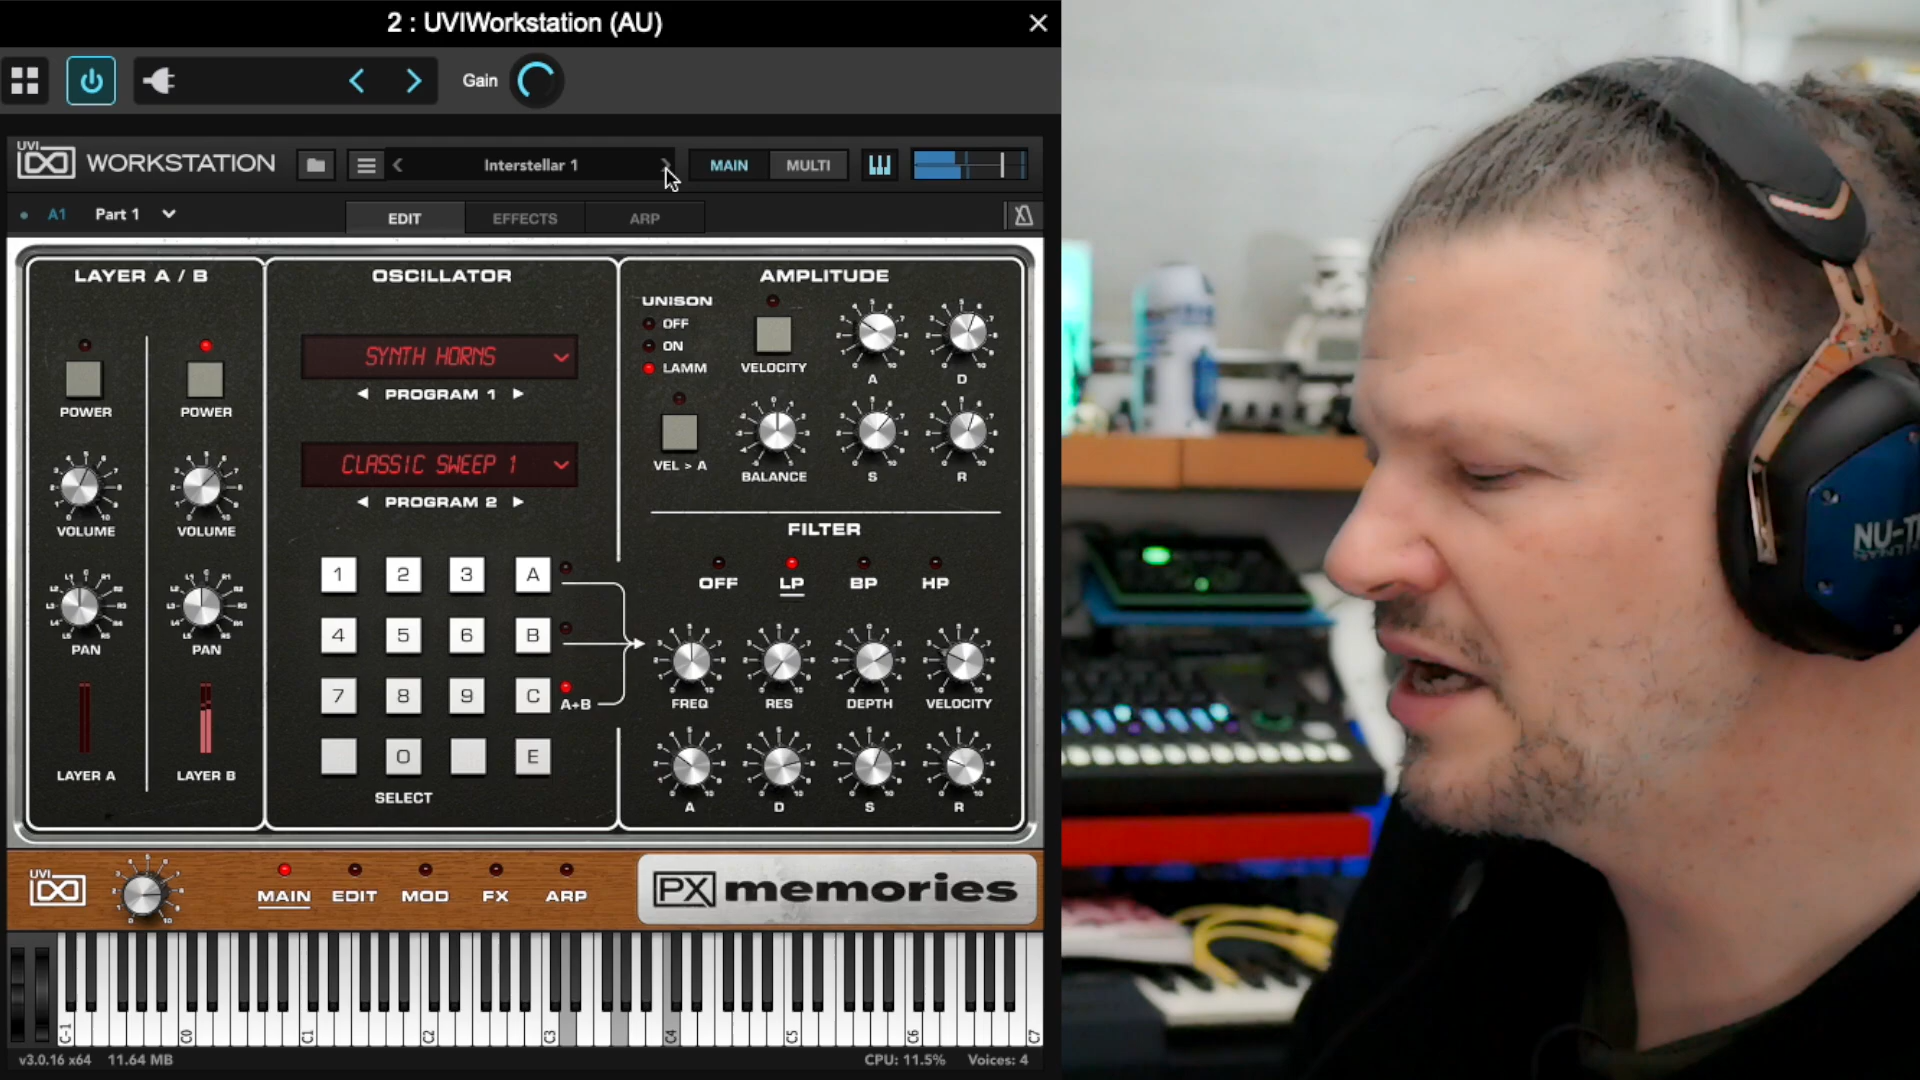 2 : UVIWorkstation (AU)
Gain
UVI WORKSTATION
Interstellar 1
MAIN MULTI
A1 Part 1
EDIT EFFECTS ARP
LAYER A / B
POWER POWER
VOLUME VOLUME
PAN PAN
LAYER A LAYER B
OSCILLATOR
SYNTH HORNS
PROGRAM 1
CLASSIC SWEEP 1
PROGRAM 2
1 2 3 A
4 5 6 B
7 8 9 C A+B
0 E
SELECT
AMPLITUDE
UNISON
OFF
ON
LAMM
VELOCITY
A D
VEL > A
BALANCE
S R
FILTER
OFF LP BP HP
FREQ RES DEPTH VELOCITY
A D S R
UVI
MAIN EDIT MOD FX ARP
PX memories
C-1 C0 C1 C2 C3 C4 C5 C6 C7
v3.0.16 x64 11.64 MB
CPU: 11.5% Voices: 4